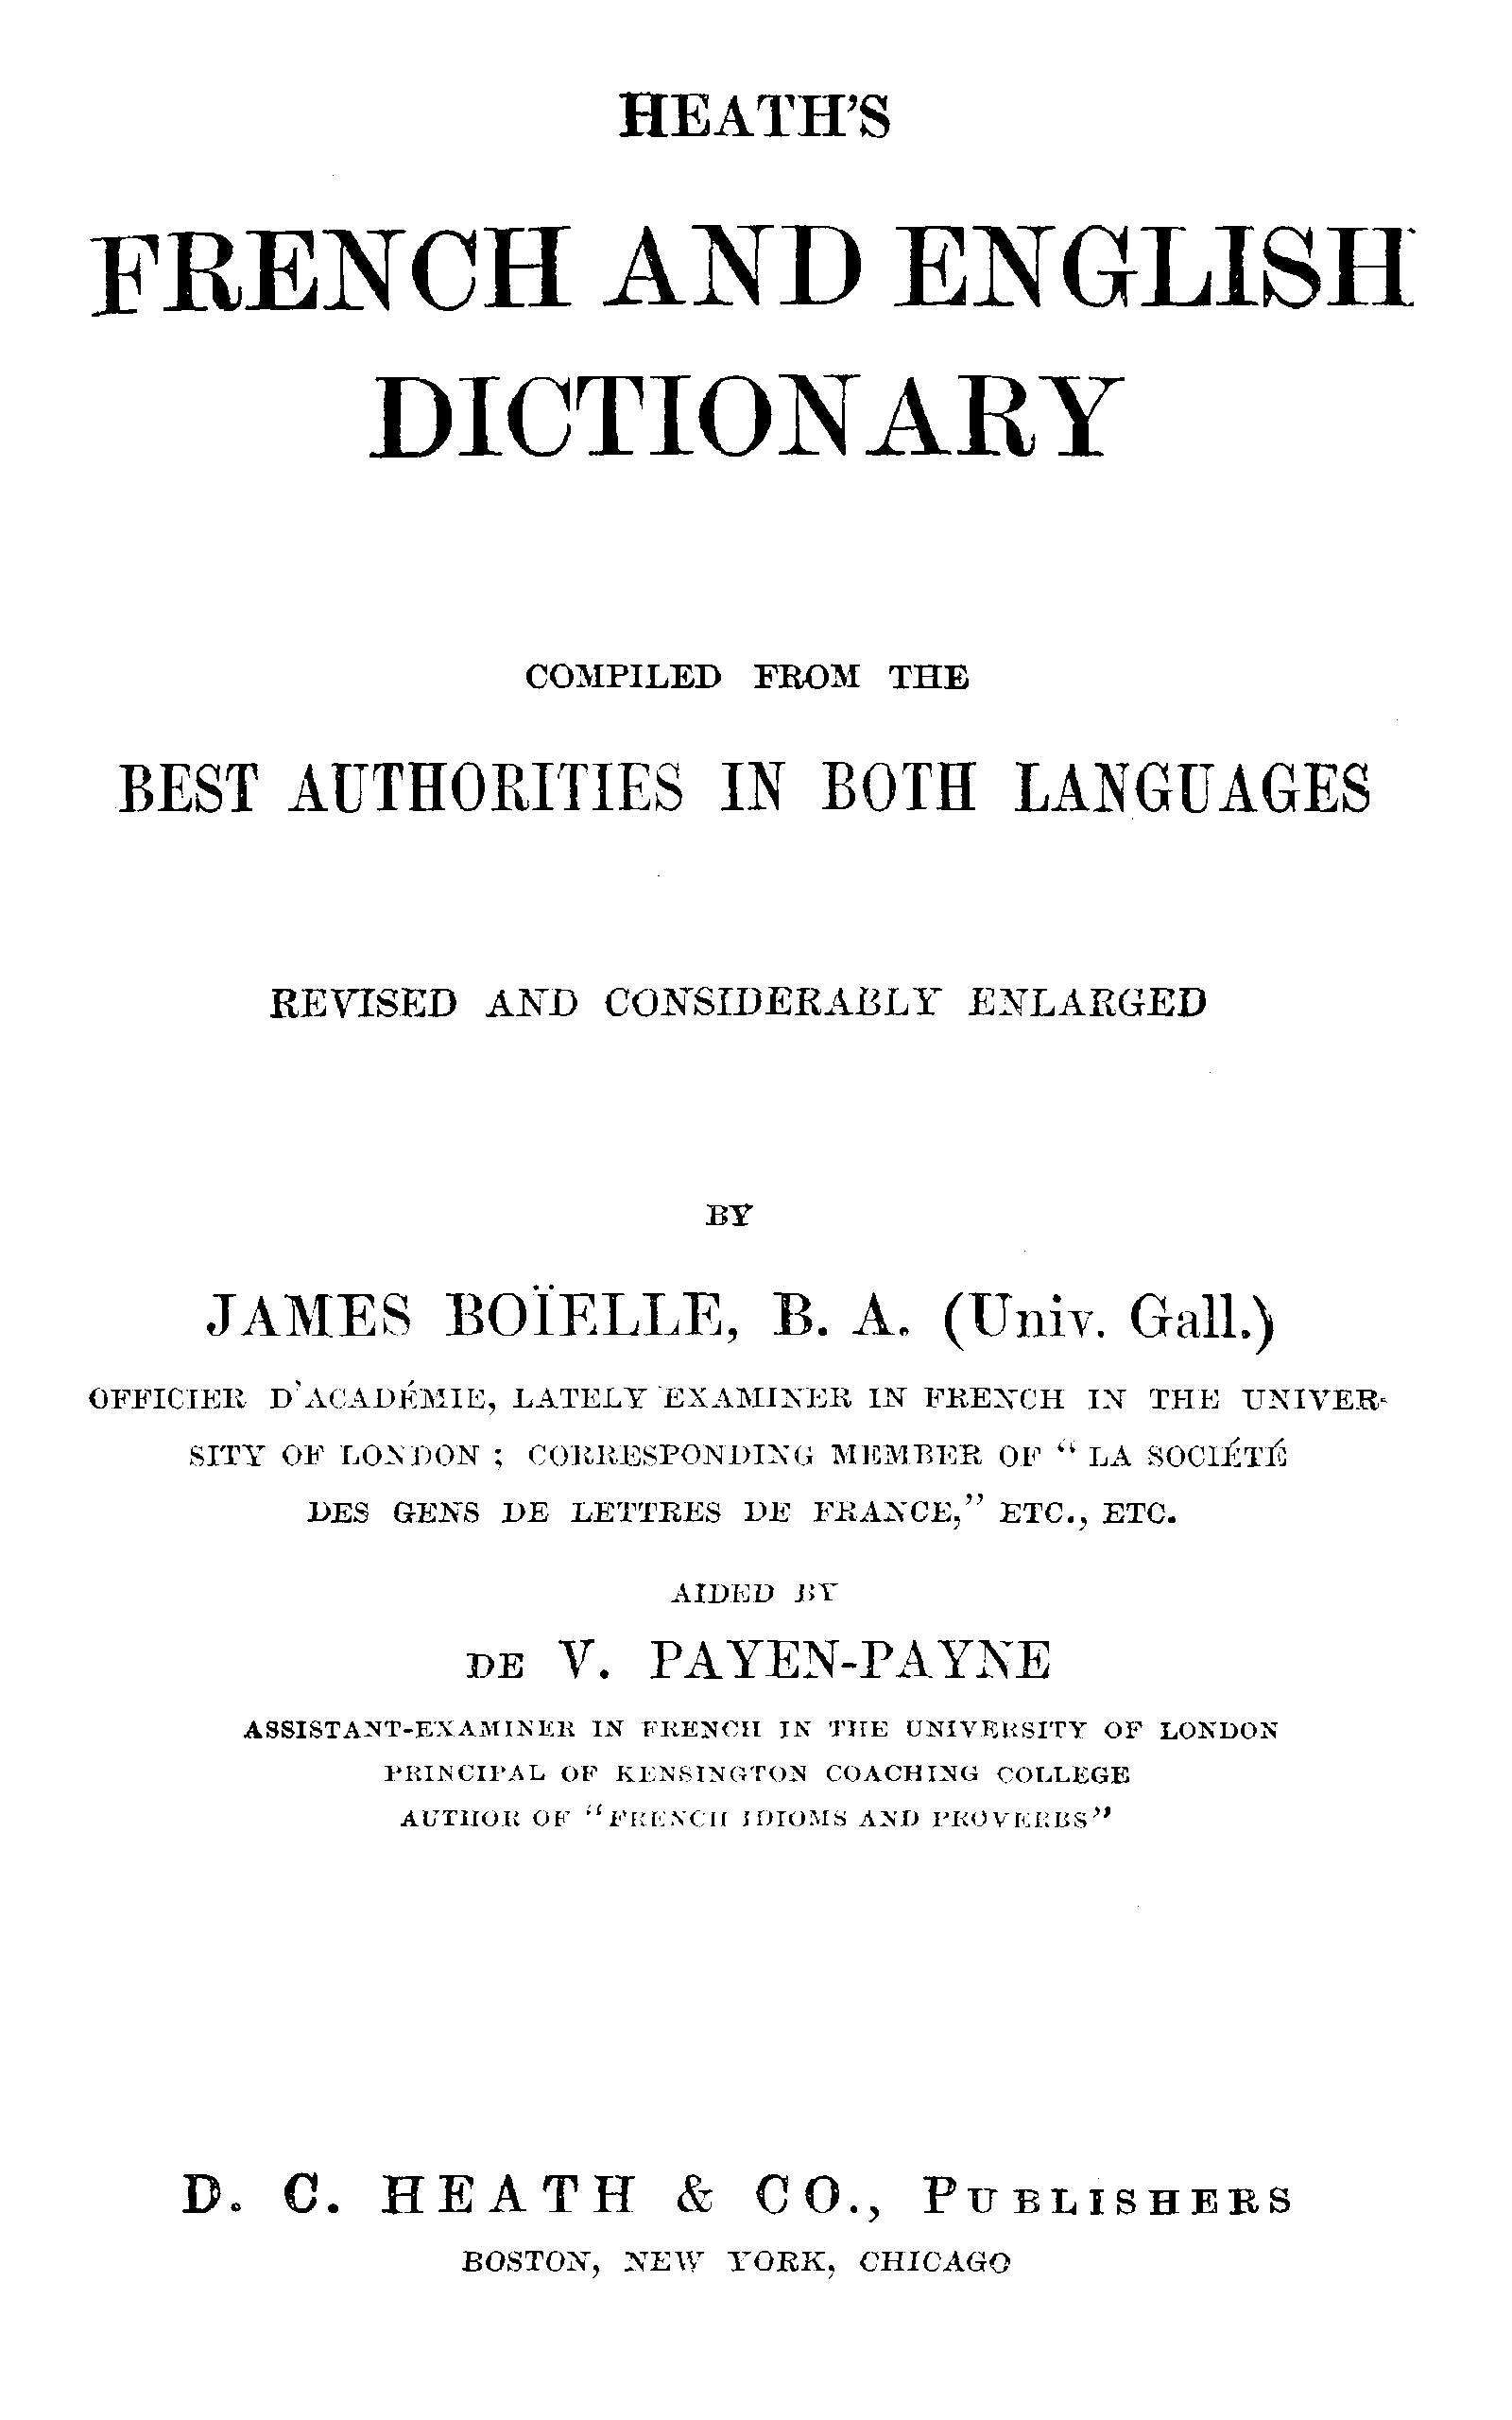 HEATH'S
FRENCH AND ENGLISH
DICTIONARY
COMPILED FROM THE
BEST AUTHORITIES IN BOTH LANGUAGES
REVISED AND CONSIDERABLY ENLARGED
BY
JAMES BOÏELLE, B. A. (Univ. Gall.)
OFFICIER D'ACADÉMIE, LATELY EXAMINER IN FRENCH IN THE UNIVER-
SITY OF LONDON ; CORRESPONDING MEMBER OF “ LA SOCIÉTÉ
DES GENS DE LETTRES DE FRANCE,” ETC., ETC.
AIDED BY
DE V. PAYEN-PAYNE
ASSISTANT-EXAMINER IN FRENCH IN THE UNIVERSITY OF LONDON
PRINCIPAL OF KENSINGTON COACHING COLLEGE
AUTHOR OF “FRENCH IDIOMS AND PROVERBS”
D. C. HEATH & CO., PUBLISHERS
BOSTON, NEW YORK, CHICAGO